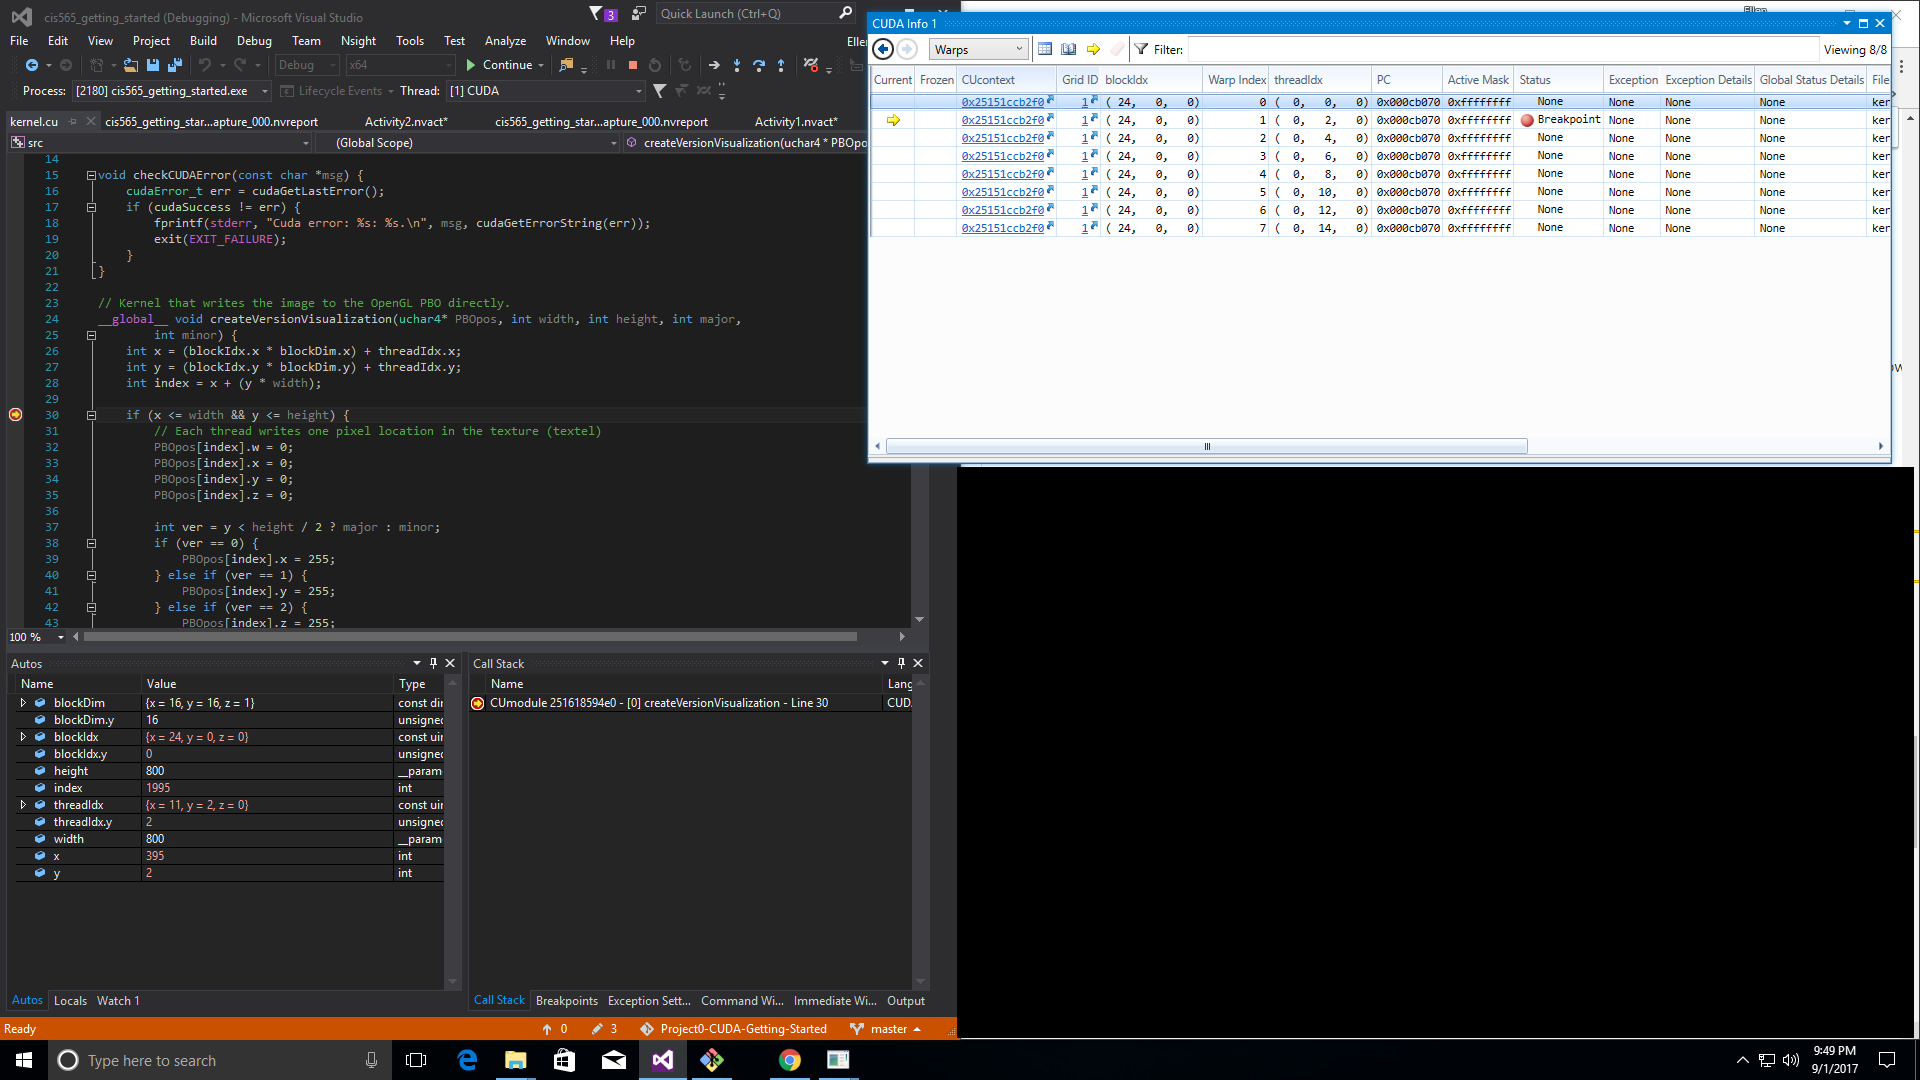 cis565_getting_started (Debugging) - Microsoft Visual Studio
3
Quick Launch (Ctrl+Q)
File Edit View Project Build Debug Team Nsight Tools Test Analyze Window Help
Debug x64 Continue
Process: [2180] cis565_getting_started.exe Lifecycle Events Thread: [1] CUDA
kernel.cu cis565_getting_star...apture_000.nvreport Activity2.nvact* cis565_getting_star...apture_000.nvreport Activity1.nvact*
src (Global Scope) createVersionVisualization(uchar4 * PBOpo
14
15 void checkCUDAError(const char *msg) {
16 cudaError_t err = cudaGetLastError();
17 if (cudaSuccess != err) {
18 fprintf(stderr, "Cuda error: %s: %s.\n", msg, cudaGetErrorString(err));
19 exit(EXIT_FAILURE);
20 }
21 }
22
23 // Kernel that writes the image to the OpenGL PBO directly.
24 __global__ void createVersionVisualization(uchar4* PBOpos, int width, int height, int major,
25 int minor) {
26 int x = (blockIdx.x * blockDim.x) + threadIdx.x;
27 int y = (blockIdx.y * blockDim.y) + threadIdx.y;
28 int index = x + (y * width);
29
30 if (x <= width && y <= height) {
31 // Each thread writes one pixel location in the texture (textel)
32 PBOpos[index].w = 0;
33 PBOpos[index].x = 0;
34 PBOpos[index].y = 0;
35 PBOpos[index].z = 0;
36
37 int ver = y < height / 2 ? major : minor;
38 if (ver == 0) {
39 PBOpos[index].x = 255;
40 } else if (ver == 1) {
41 PBOpos[index].y = 255;
42 } else if (ver == 2) {
43 PBOpos[index].z = 255;
100 %
CUDA Info 1
Warps Filter: Viewing 8/8
Current Frozen CUcontext Grid ID blockIdx Warp Index threadIdx PC Active Mask Status Exception Exception Details Global Status Details File
0x25151ccb2f0 1 ( 24, 0, 0) 0 ( 0, 0, 0) 0x000cb070 0xffffffff None None None None ker
0x25151ccb2f0 1 ( 24, 0, 0) 1 ( 0, 2, 0) 0x000cb070 0xffffffff Breakpoint None None None ker
0x25151ccb2f0 1 ( 24, 0, 0) 2 ( 0, 4, 0) 0x000cb070 0xffffffff None None None None ker
0x25151ccb2f0 1 ( 24, 0, 0) 3 ( 0, 6, 0) 0x000cb070 0xffffffff None None None None ker
0x25151ccb2f0 1 ( 24, 0, 0) 4 ( 0, 8, 0) 0x000cb070 0xffffffff None None None None ker
0x25151ccb2f0 1 ( 24, 0, 0) 5 ( 0, 10, 0) 0x000cb070 0xffffffff None None None None ker
0x25151ccb2f0 1 ( 24, 0, 0) 6 ( 0, 12, 0) 0x000cb070 0xffffffff None None None None ker
0x25151ccb2f0 1 ( 24, 0, 0) 7 ( 0, 14, 0) 0x000cb070 0xffffffff None None None None ker
Autos
Name Value Type
blockDim {x = 16, y = 16, z = 1} const dim
blockDim.y 16 unsigned
blockIdx {x = 24, y = 0, z = 0} const uin
blockIdx.y 0 unsigned
height 800 __param
index 1995 int
threadIdx {x = 11, y = 2, z = 0} const uin
threadIdx.y 2 unsigned
width 800 __param
x 395 int
y 2 int
Autos Locals Watch 1
Call Stack
Name Lang
CUmodule 251618594e0 - [0] createVersionVisualization - Line 30 CUD
Call Stack Breakpoints Exception Sett... Command Wi... Immediate Wi... Output
Ready 0 3 Project0-CUDA-Getting-Started master
Type here to search
9:49 PM
9/1/2017